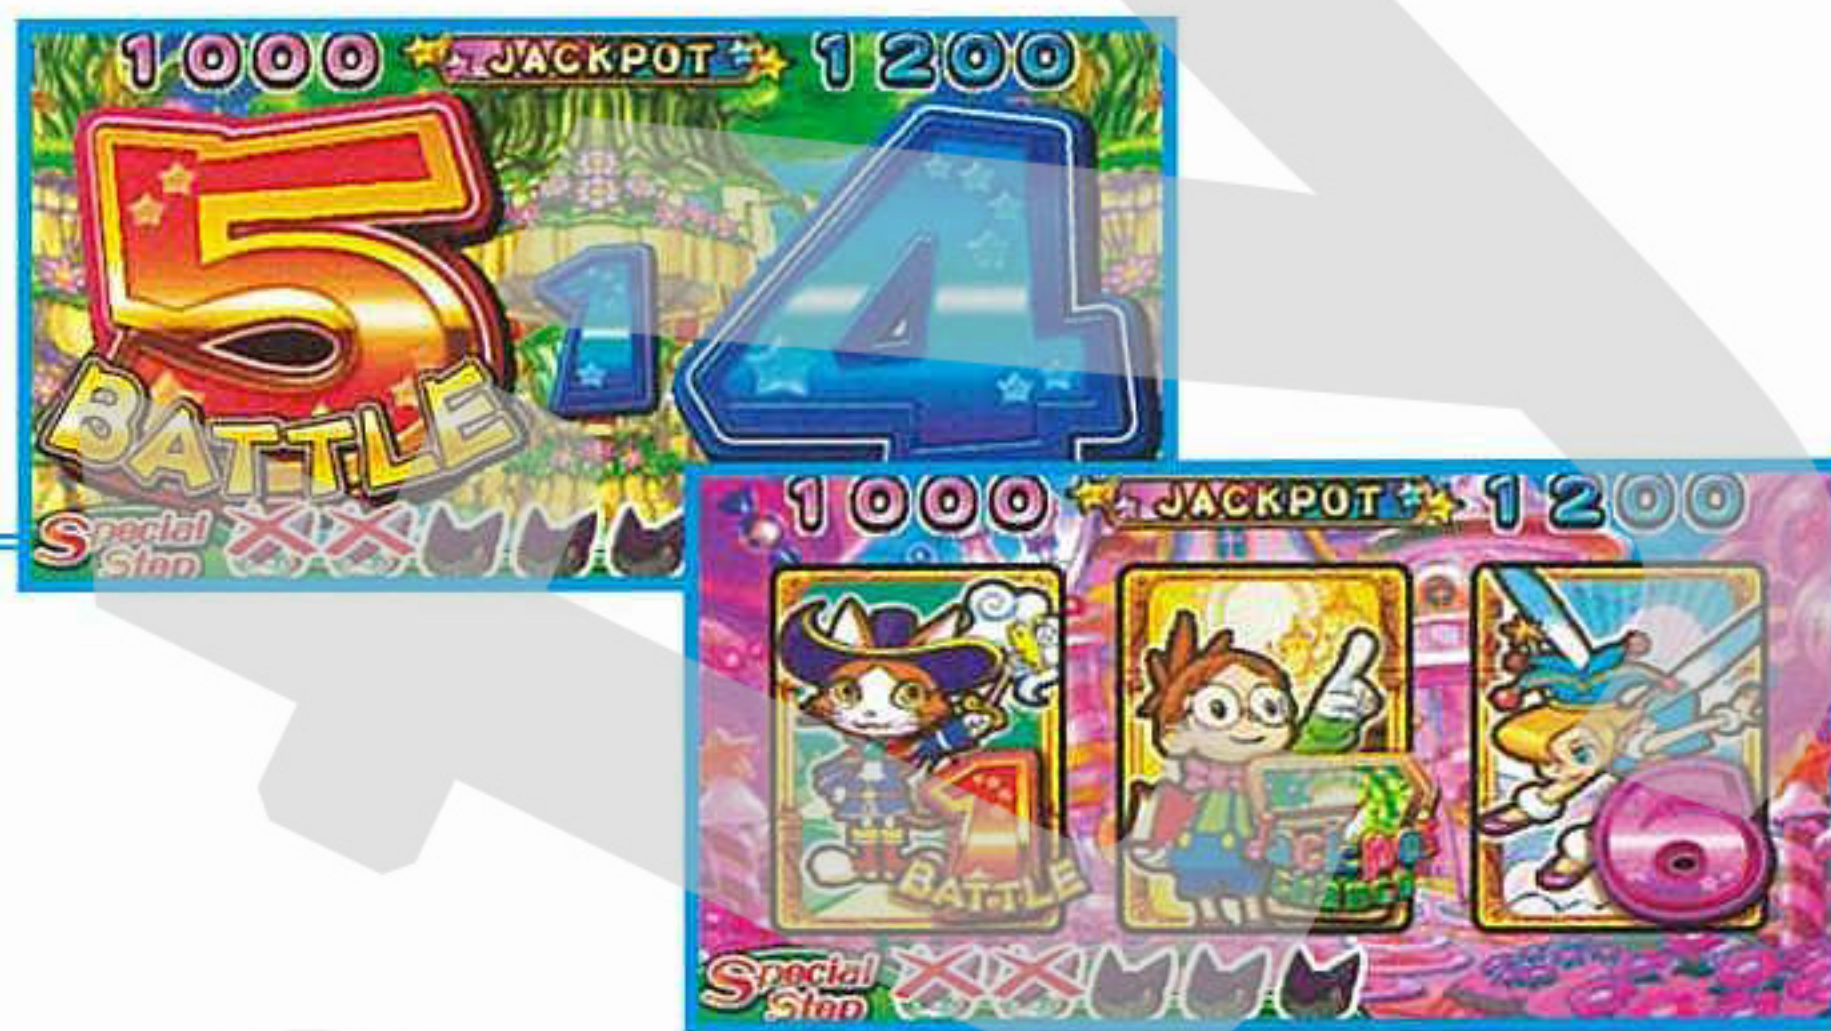 1000 JACKPOT 1200
5 1 4
BATTLE
Special
Step
1000 JACKPOT 1200
1 6
BATTLE
Special
Step